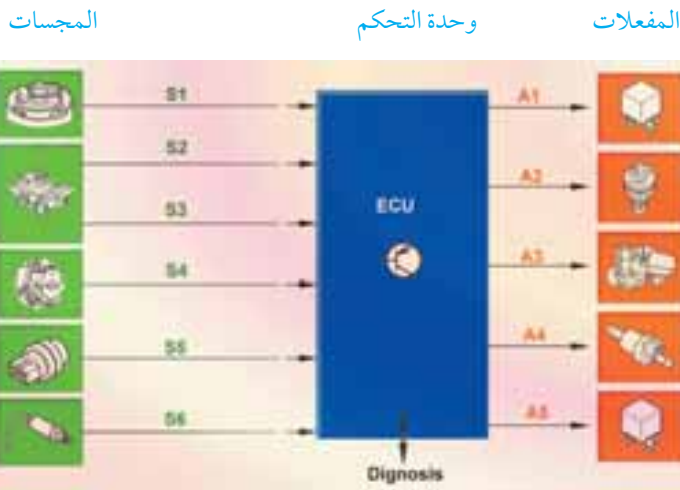 المفعلات وحدة التحكم المجسات
S1 A1
S2 A2
S3 ECU A3
S4
S5 A4
S6 A5
Dignosis